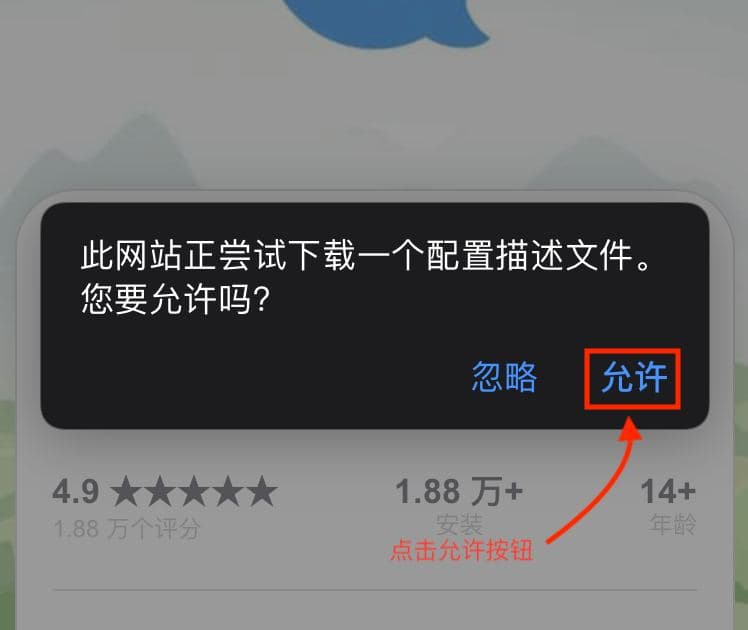 此网站正尝试下载一个配置描述文件。
您要允许吗？
忽略 允许
4.9 ★★★★★ 1.88 万+ 14+
1.88 万个评分 安装 年龄
点击允许按钮